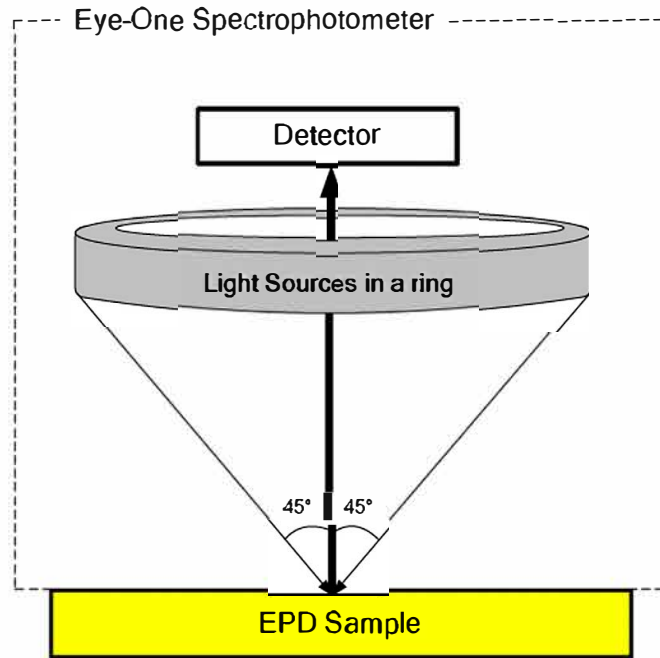 Eye-One Spectrophotometer
Detector
Light Sources in a ring
45° 45°
EPD Sample